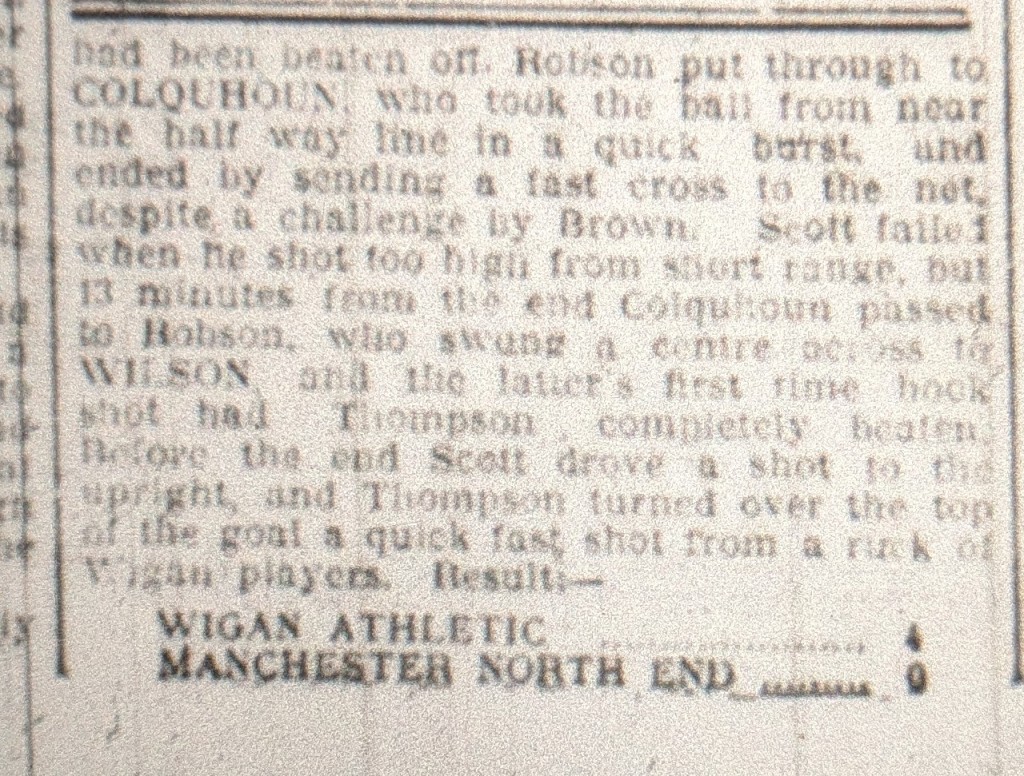 had been beaten off. Robson put through to
COLQUHOUN, who took the ball from near
the half way line in a quick burst, and
ended by sending a fast cross to the net,
despite a challenge by Brown. Scott failed
when he shot too high from short range, but
13 minutes from the end Colquhoun passed
to Robson, who swung a centre across to
WILSON and the latter's first time hook
shot had Thompson completely beaten.
Before the end Scott drove a shot to the
upright, and Thompson turned over the top
of the goal a quick fast shot from a ruck of
Wigan players. Result:—
WIGAN ATHLETIC ............ 4
MANCHESTER NORTH END ......... 0